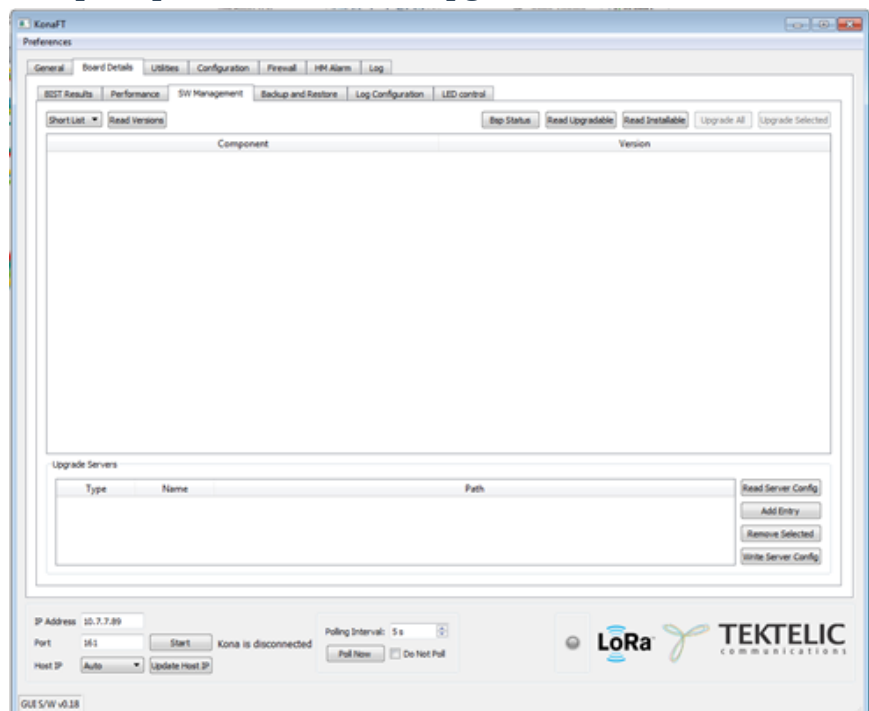 KonaFT
Preferences
General Board Details Utilities Configuration Firewall HM Alarm Log
BIST Results Performance SW Management Backup and Restore Log Configuration LED control
Short List Read Versions Bsp Status Read Upgradable Read Installable Upgrade All Upgrade Selected
Component Version
Upgrade Servers
Type Name Path
Read Server Config
Add Entry
Remove Selected
Write Server Config
IP Address 10.7.7.89
Port 161 Start Kona is disconnected
Host IP Auto Update Host IP
Polling Interval: 5 s
Poll Now Do Not Poll
LoRa
TEKTELIC
communications
GUI S/W v0.18